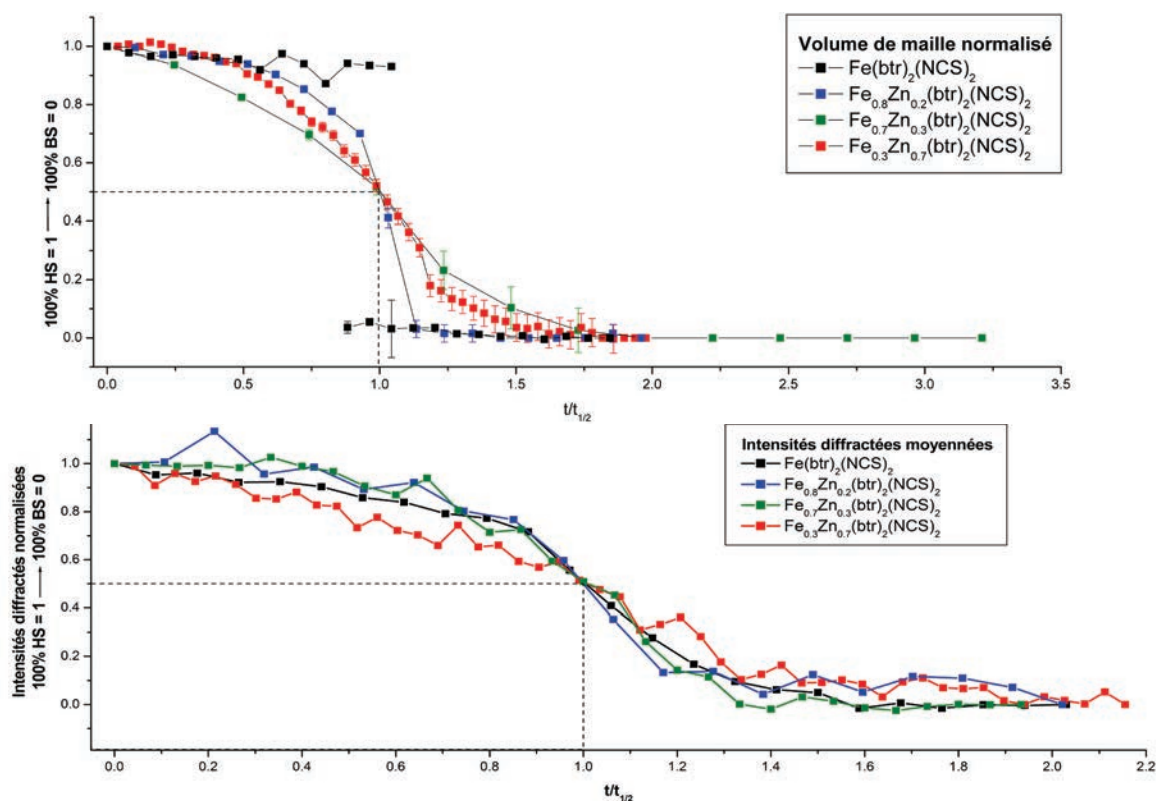 Volume de maille normalisé
Fe(btr)₂(NCS)₂
Fe₀.₈Zn₀.₂(btr)₂(NCS)₂
Fe₀.₇Zn₀.₃(btr)₂(NCS)₂
Fe₀.₃Zn₀.₇(btr)₂(NCS)₂
100% HS = 1 → 100% BS = 0
1.0
0.8
0.6
0.4
0.2
0.0
0.0 0.5 1.0 1.5 2.0 2.5 3.0 3.5
t/t₁/₂
Intensités diffractées moyennées
Fe(btr)₂(NCS)₂
Fe₀.₈Zn₀.₂(btr)₂(NCS)₂
Fe₀.₇Zn₀.₃(btr)₂(NCS)₂
Fe₀.₃Zn₀.₇(btr)₂(NCS)₂
Intensités diffractés normalisées
100% HS = 1 → 100% BS = 0
1.0
0.8
0.6
0.4
0.2
0.0
0.0 0.2 0.4 0.6 0.8 1.0 1.2 1.4 1.6 1.8 2.0 2.2
t/t₁/₂